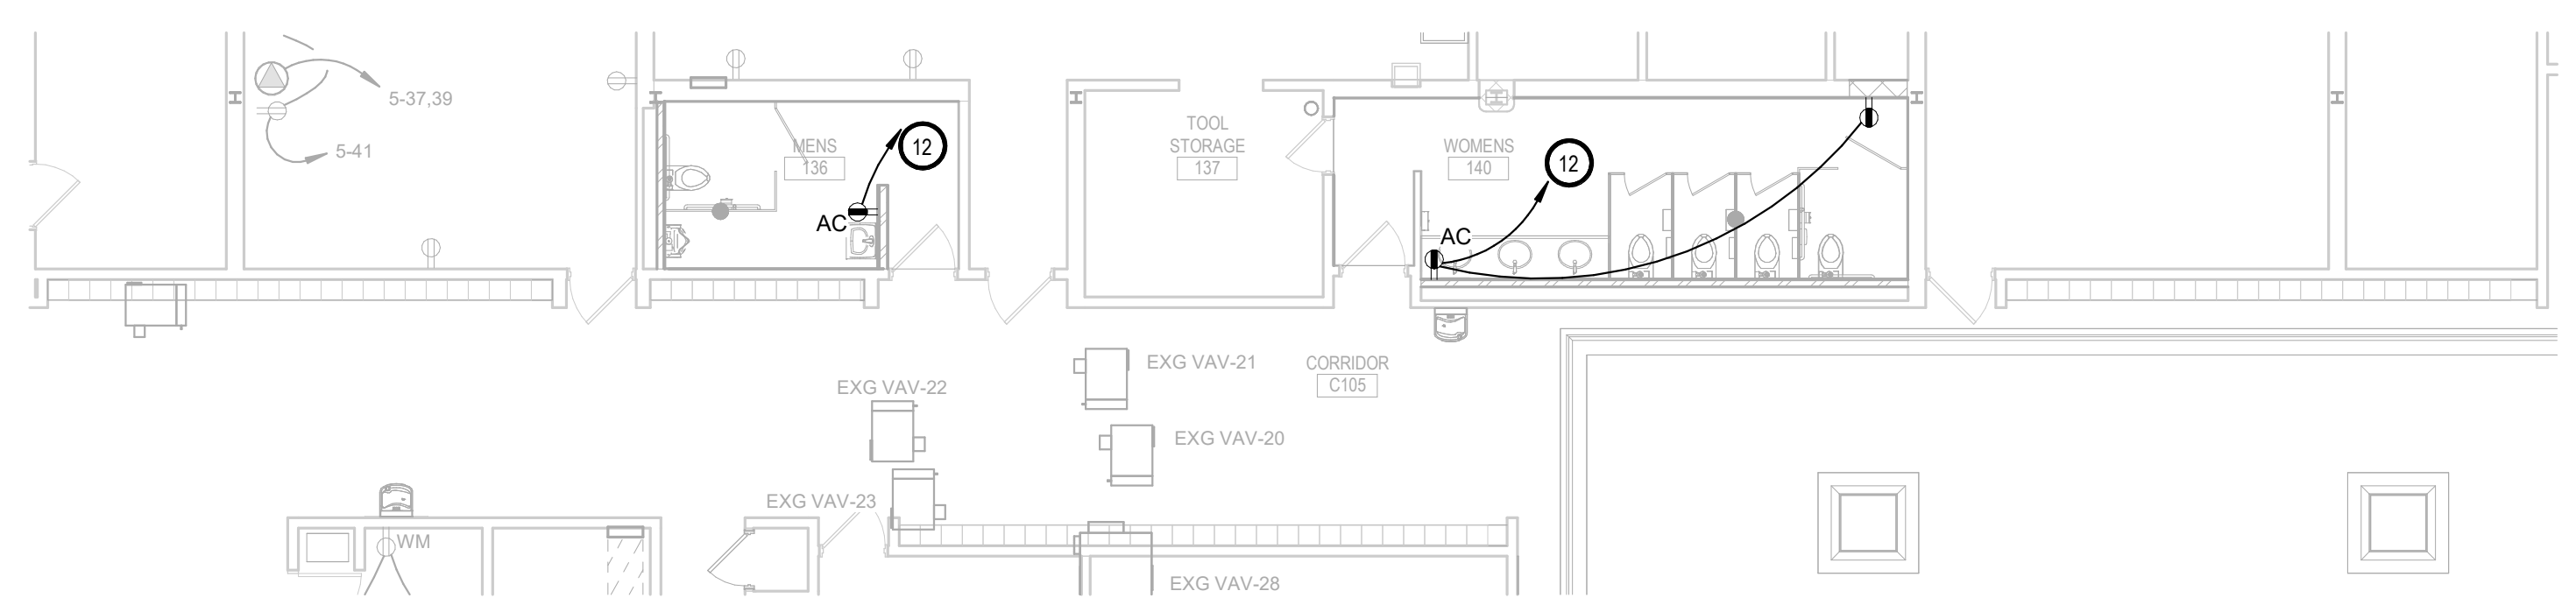 5-37,39
5-41
MENS
136
12
AC
TOOL
STORAGE
137
WOMENS
140
12
AC
EXG VAV-21
CORRIDOR
C105
EXG VAV-22
EXG VAV-20
EXG VAV-23
WM
EXG VAV-28